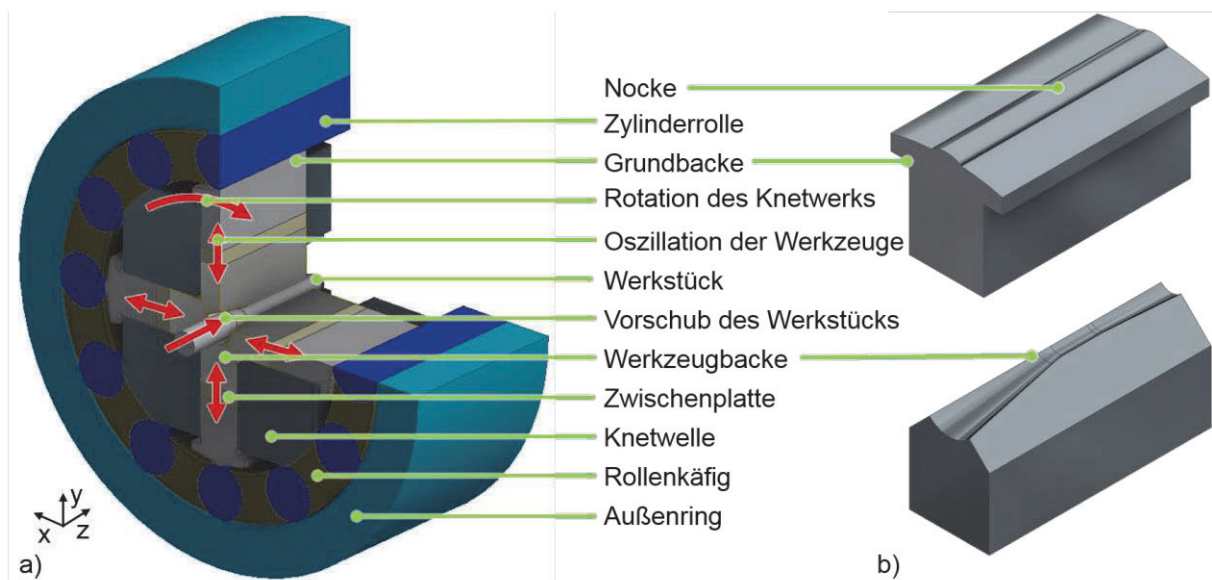 Nocke
Zylinderrolle
Grundbacke
Rotation des Knetwerks
Oszillation der Werkzeuge
Werkstück
Vorschub des Werkstücks
Werkzeugbacke
Zwischenplatte
Knetwelle
Rollenkäfig
Außenring
y
x
z
a)
b)